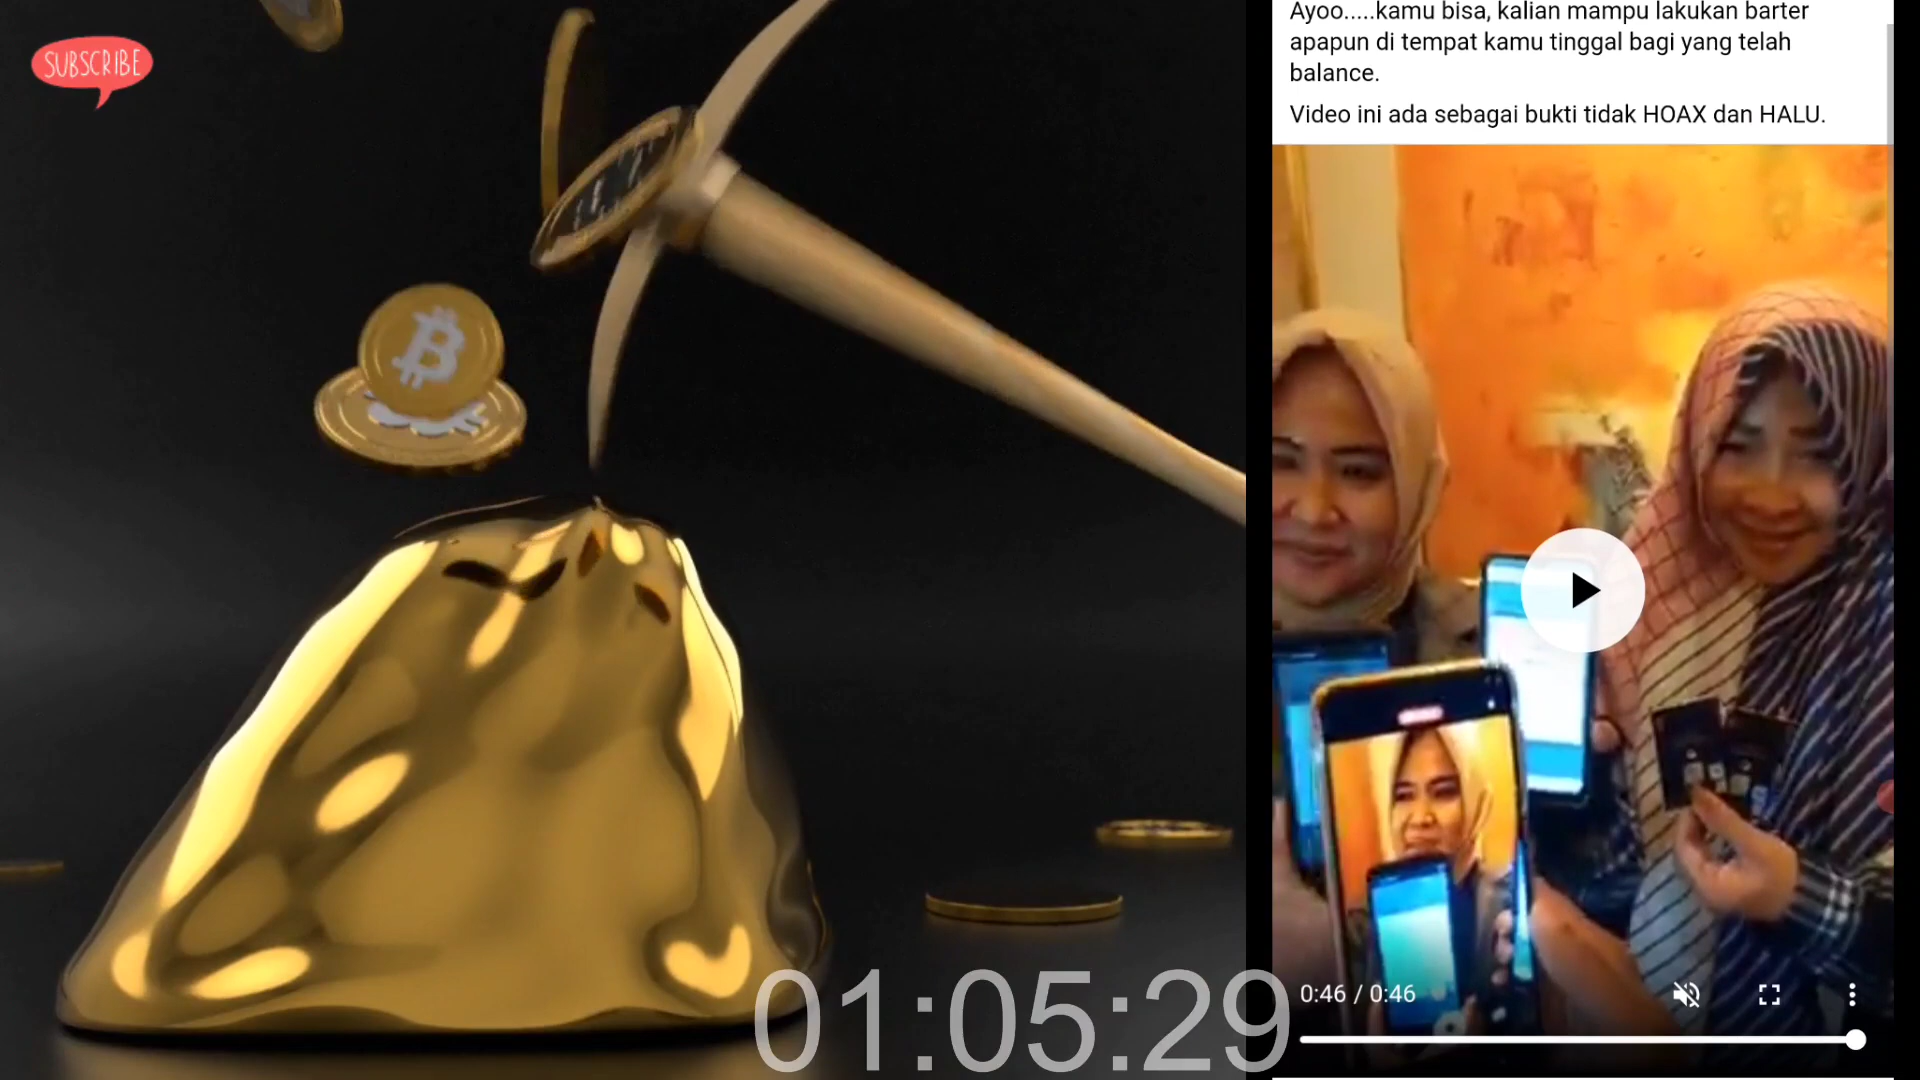 SUBSCRIBE
Ayoo.....kamu bisa, kalian mampu lakukan barter
apapun di tempat kamu tinggal bagi yang telah
balance.
Video ini ada sebagai bukti tidak HOAX dan HALU.
0:46 / 0:46
01:05:29